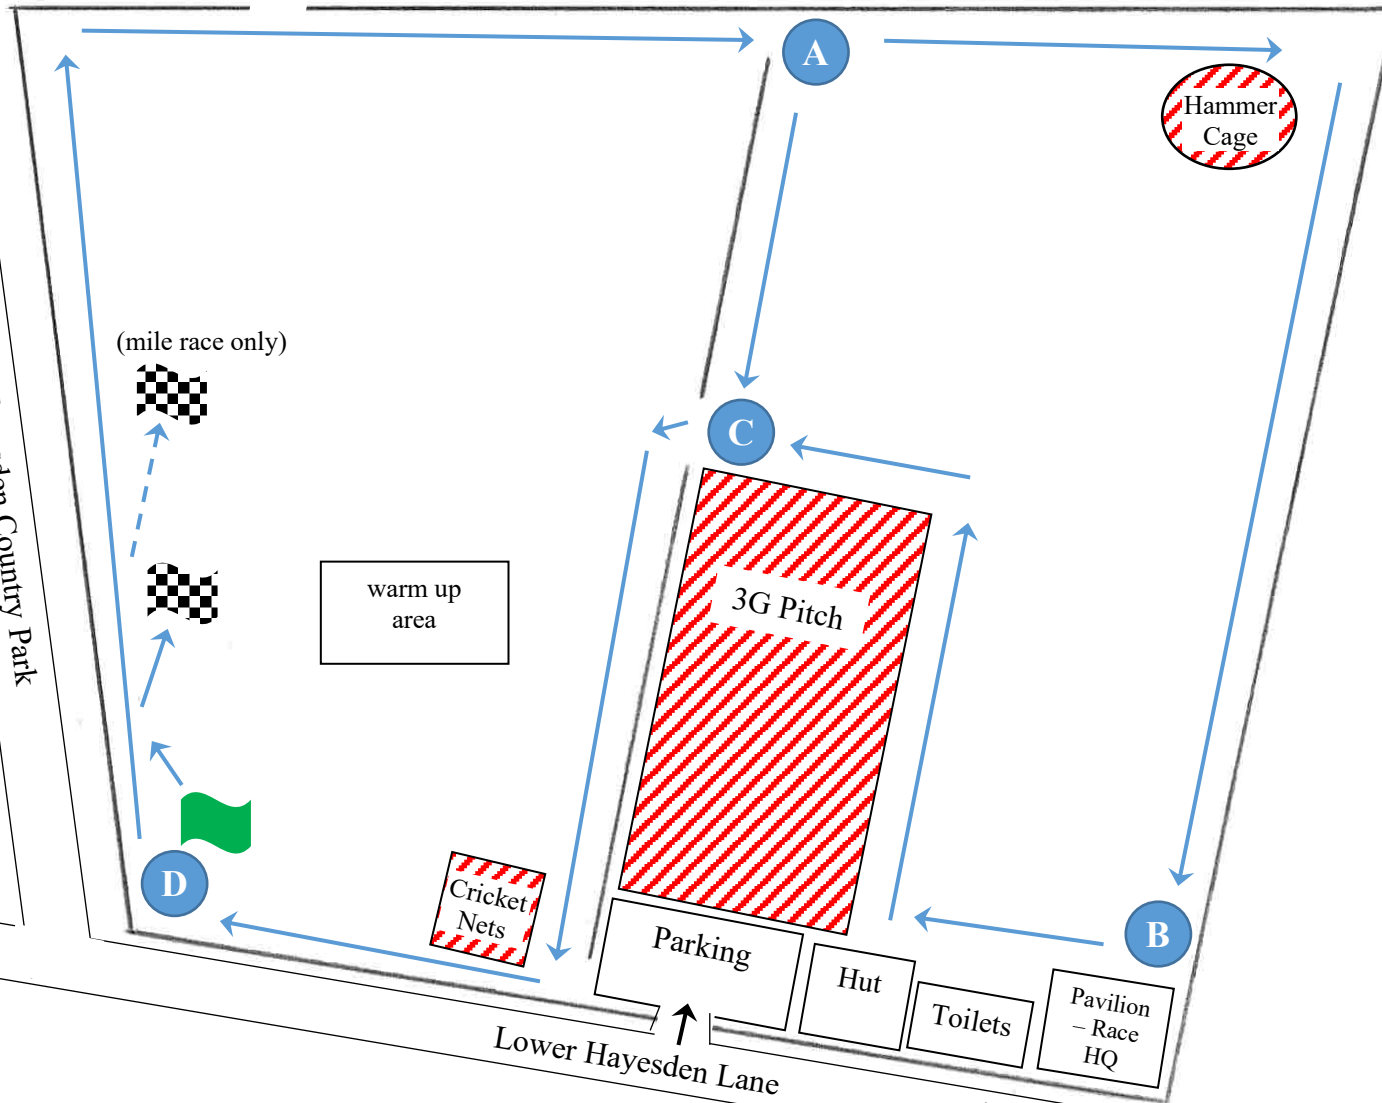 A
Hammer
Cage
(mile race only)
C
warm up
area
3G Pitch
Country Park
D
Cricket
Nets
B
Parking
Hut
Toilets
Pavilion
– Race
HQ
Lower Hayesden Lane